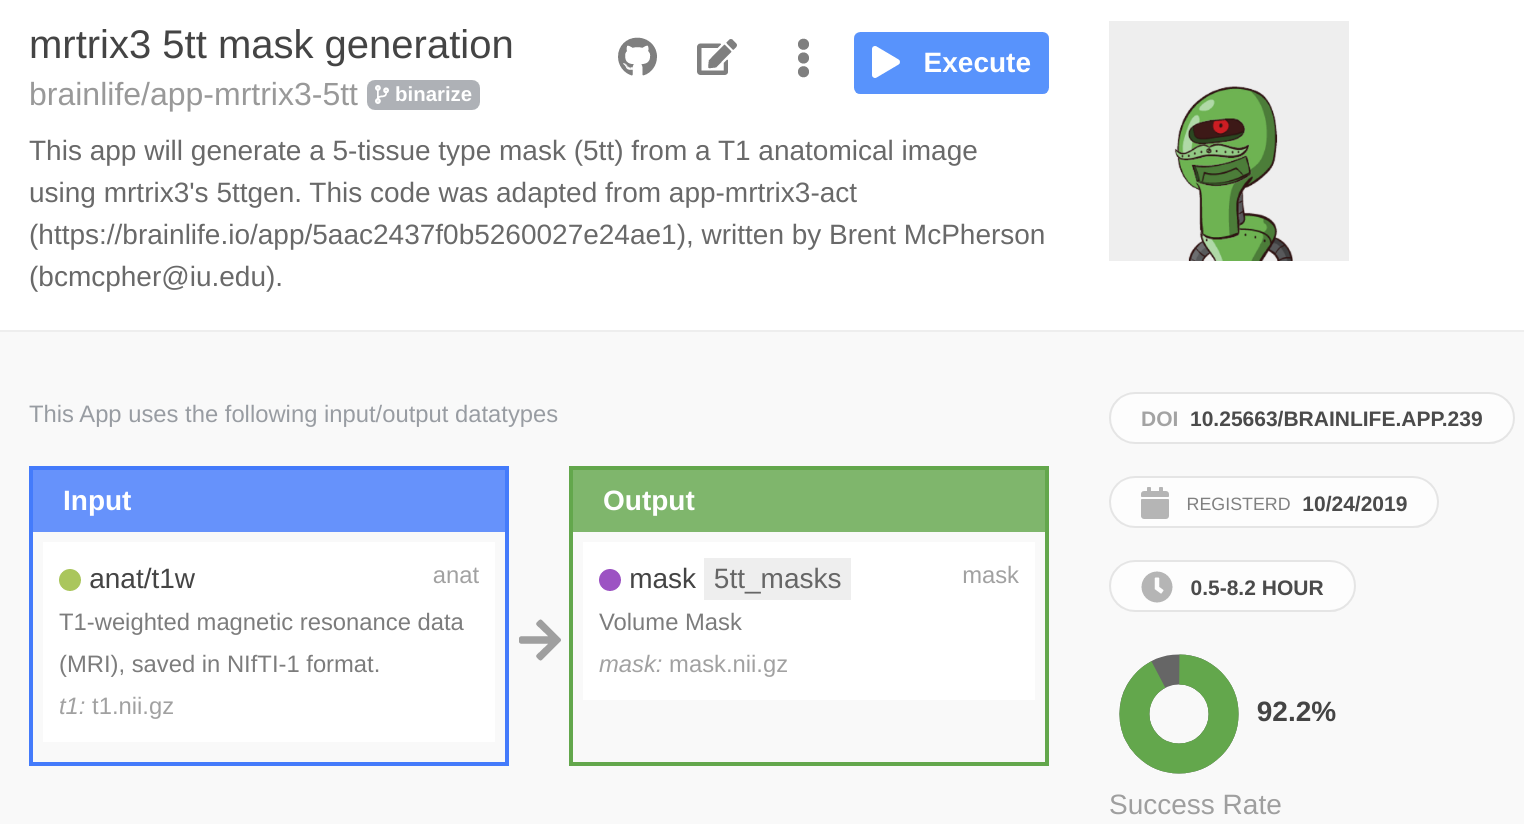 mrtrix3 5tt mask generation
brainlife/app-mrtrix3-5tt binarize
Execute
This app will generate a 5-tissue type mask (5tt) from a T1 anatomical image
using mrtrix3's 5ttgen. This code was adapted from app-mrtrix3-act
(https://brainlife.io/app/5aac2437f0b5260027e24ae1), written by Brent McPherson
(bcmcpher@iu.edu).
This App uses the following input/output datatypes
Input
anat/t1w anat
T1-weighted magnetic resonance data
(MRI), saved in NIfTI-1 format.
t1: t1.nii.gz
Output
mask 5tt_masks mask
Volume Mask
mask: mask.nii.gz
DOI 10.25663/BRAINLIFE.APP.239
REGISTERD 10/24/2019
0.5-8.2 HOUR
92.2%
Success Rate